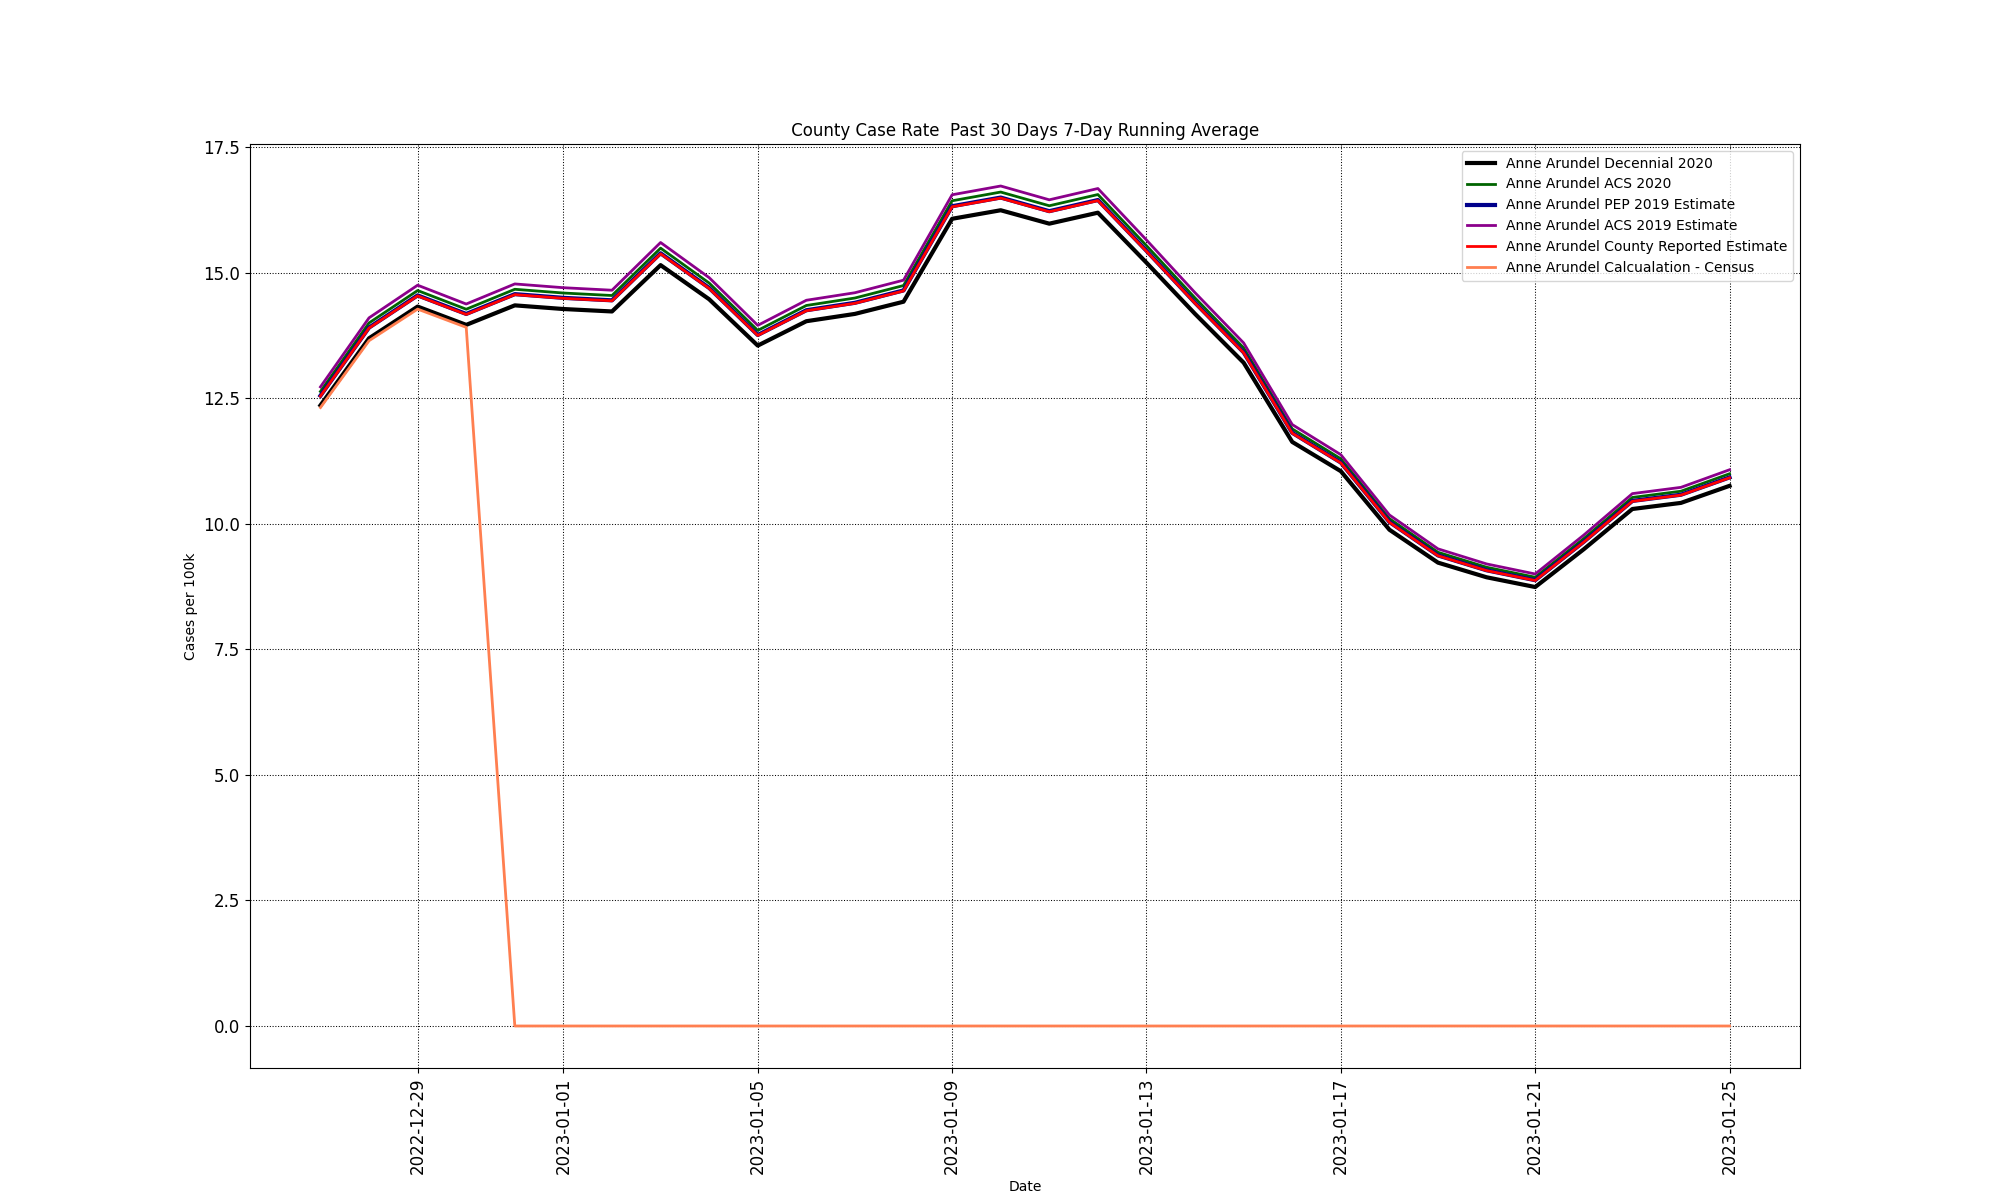 County Case Rate  Past 30 Days 7-Day Running Average
17.5
15.0
12.5
10.0
7.5
5.0
2.5
0.0
Cases per 100k
Anne Arundel Decennial 2020
Anne Arundel ACS 2020
Anne Arundel PEP 2019 Estimate
Anne Arundel ACS 2019 Estimate
Anne Arundel County Reported Estimate
Anne Arundel Calcualation - Census
2022-12-29
2023-01-01
2023-01-05
2023-01-09
2023-01-13
2023-01-17
2023-01-21
2023-01-25
Date